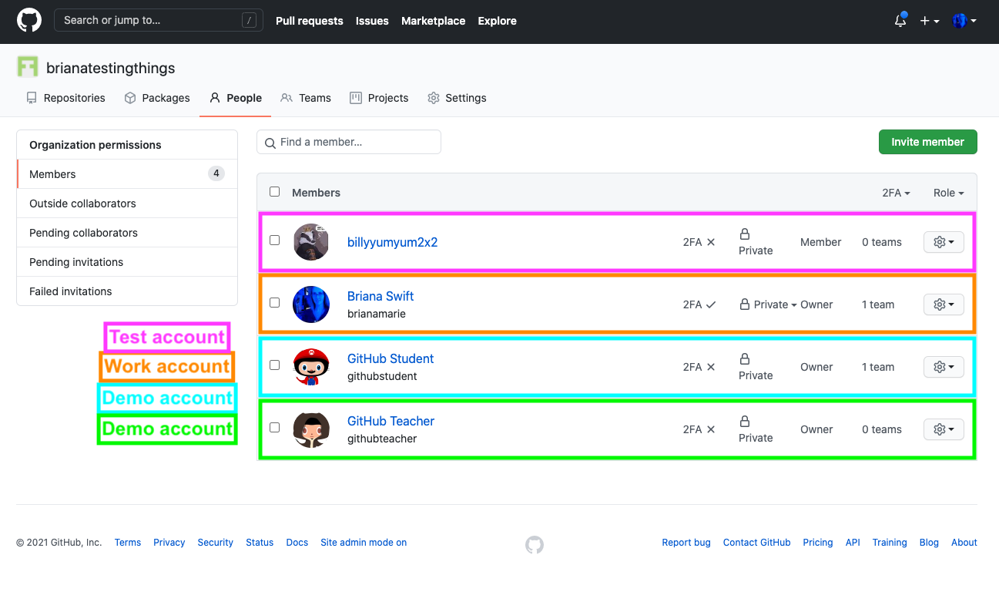 Search or jump to... / Pull requests Issues Marketplace Explore
brianatestingthings
Repositories Packages People Teams Projects Settings
Organization permissions
Members 4
Outside collaborators
Pending collaborators
Pending invitations
Failed invitations
Test account
Work account
Demo account
Demo account
Find a member... Invite member
Members 2FA Role
billyyumyum2x2 2FA Private Member 0 teams
Briana Swift
brianamarie 2FA Private Owner 1 team
GitHub Student
githubstudent 2FA Private Owner 1 team
GitHub Teacher
githubteacher 2FA Private Owner 0 teams
© 2021 GitHub, Inc. Terms Privacy Security Status Docs Site admin mode on Report bug Contact GitHub Pricing API Training Blog About